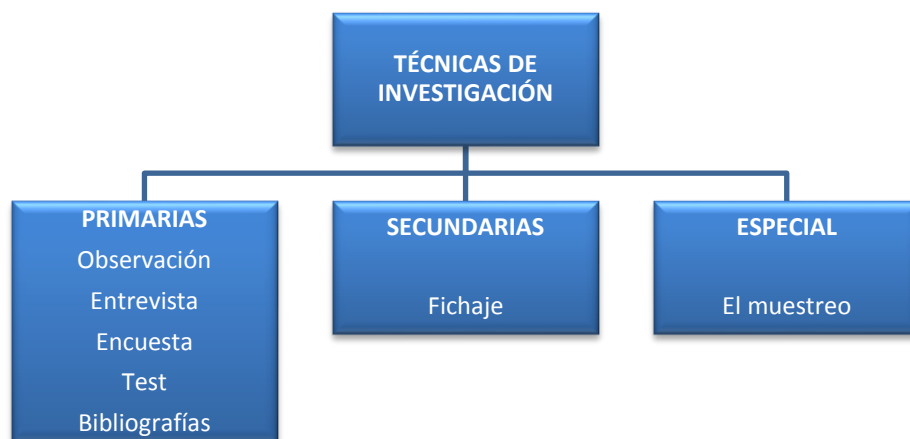 TÉCNICAS DE
INVESTIGACIÓN
PRIMARIAS
Observación
Entrevista
Encuesta
Test
Bibliografías
SECUNDARIAS
Fichaje
ESPECIAL
El muestreo